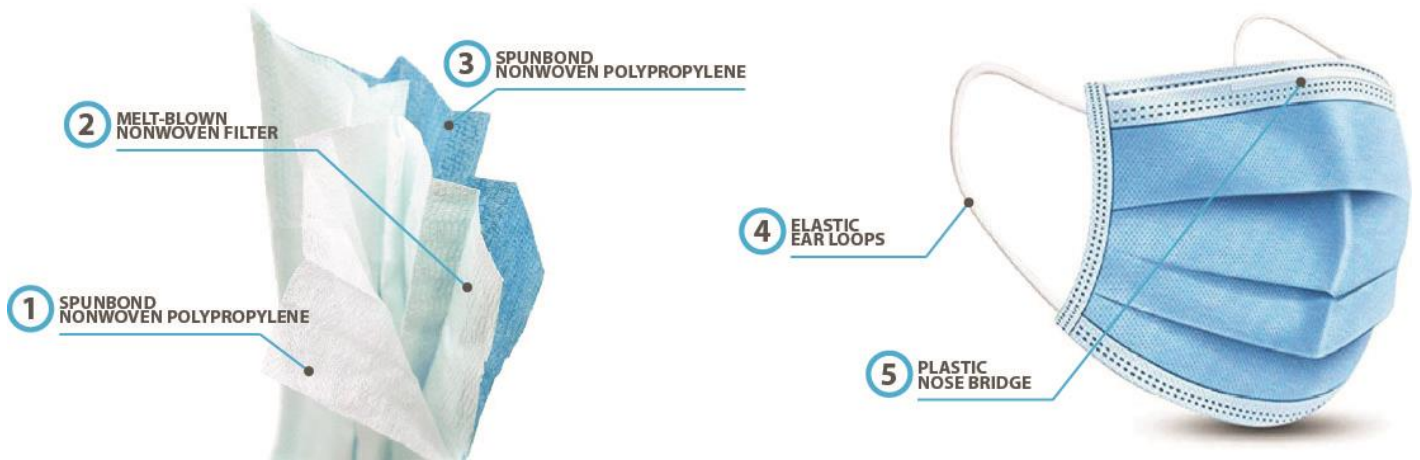 3 SPUNBOND
NONWOVEN POLYPROPYLENE
2 MELT-BLOWN
NONWOVEN FILTER
1 SPUNBOND
NONWOVEN POLYPROPYLENE
4 ELASTIC
EAR LOOPS
5 PLASTIC
NOSE BRIDGE